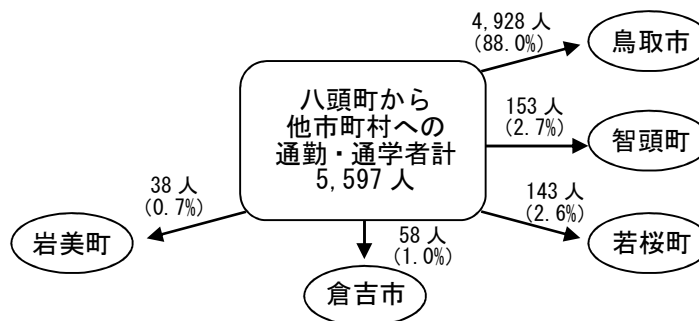 4,928 人
(88.0%)
鳥取市
八頭町から
他市町村への
通勤・通学者計
5,597 人
153 人
(2.7%)
智頭町
38 人
(0.7%)
岩美町
143 人
(2.6%)
若桜町
58 人
(1.0%)
倉吉市